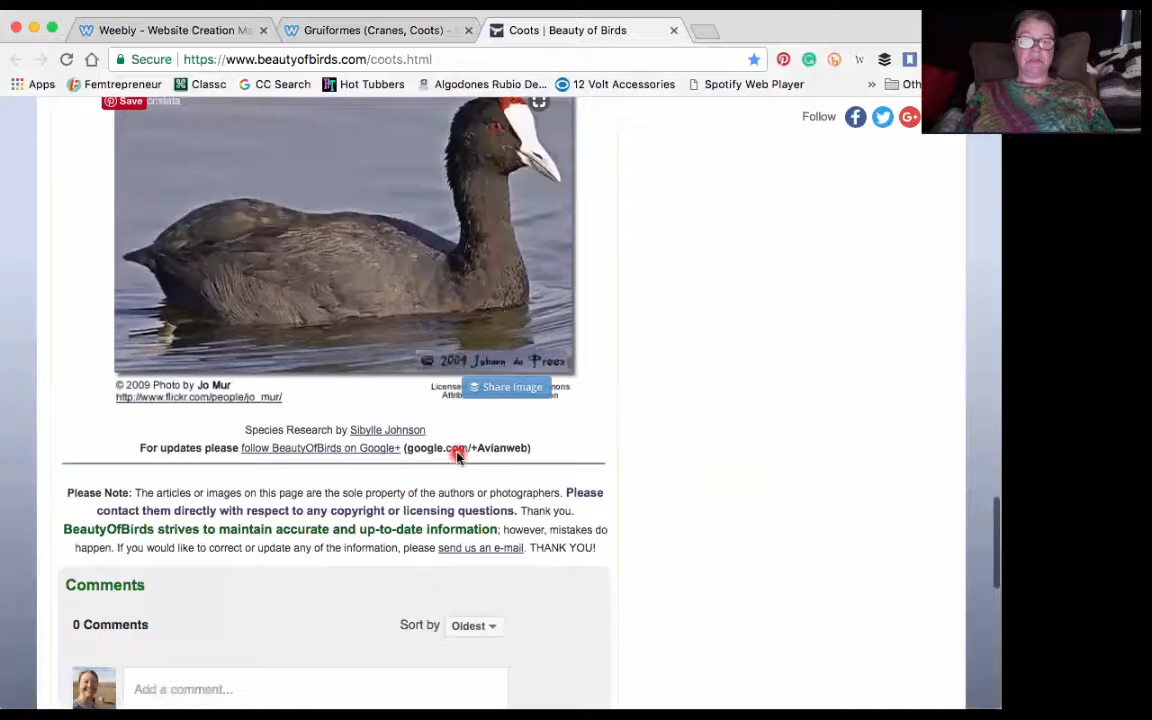 Weebly - Website Creation Ma
Gruiformes (Cranes, Coots) -
Coots | Beauty of Birds
Secure
https://www.beautyofbirds.com/coots.html
Apps
Femtrepreneur
Classc
CC Search
Hot Tubbers
Algodones Rubio De...
12 Volt Accessories
Spotify Web Player
»
Oth
Save
cristata
Follow
© 2009 Johann du Preez
© 2009 Photo by Jo Mur
http://www.flickr.com/people/jo_mur/
License
Share Image
Species Research by Sibylle Johnson
For updates please follow BeautyOfBirds on Google+ (google.com/+Avianweb)
Please Note: The articles or images on this page are the sole property of the authors or photographers. Please
contact them directly with respect to any copyright or licensing questions. Thank you.
BeautyOfBirds strives to maintain accurate and up-to-date information; however, mistakes do
happen. If you would like to correct or update any of the information, please send us an e-mail. THANK YOU!
Comments
0 Comments
Sort by Oldest
Add a comment...